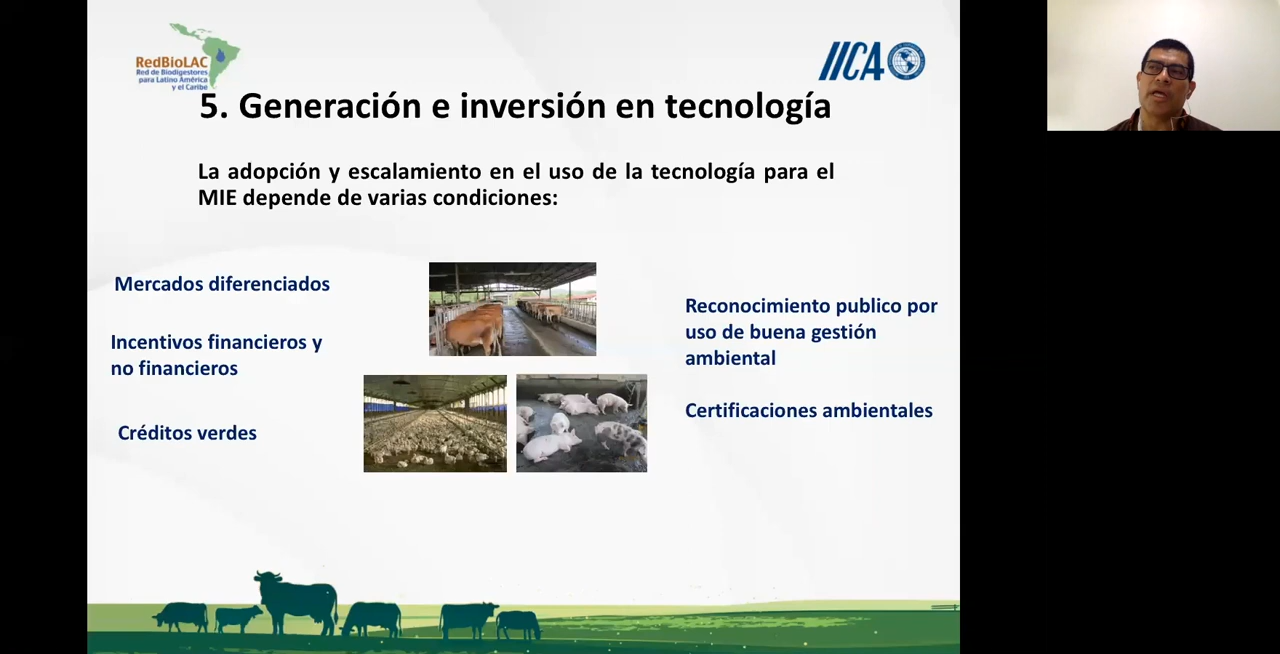 RedBioLAC
Red de Biodigestores
para Latino América
y el Caribe
IICA
5. Generación e inversión en tecnología
La adopción y escalamiento en el uso de la tecnología para el
MIE depende de varias condiciones:
Mercados diferenciados
Incentivos financieros y
no financieros
Créditos verdes
Reconocimiento publico por
uso de buena gestión
ambiental
Certificaciones ambientales